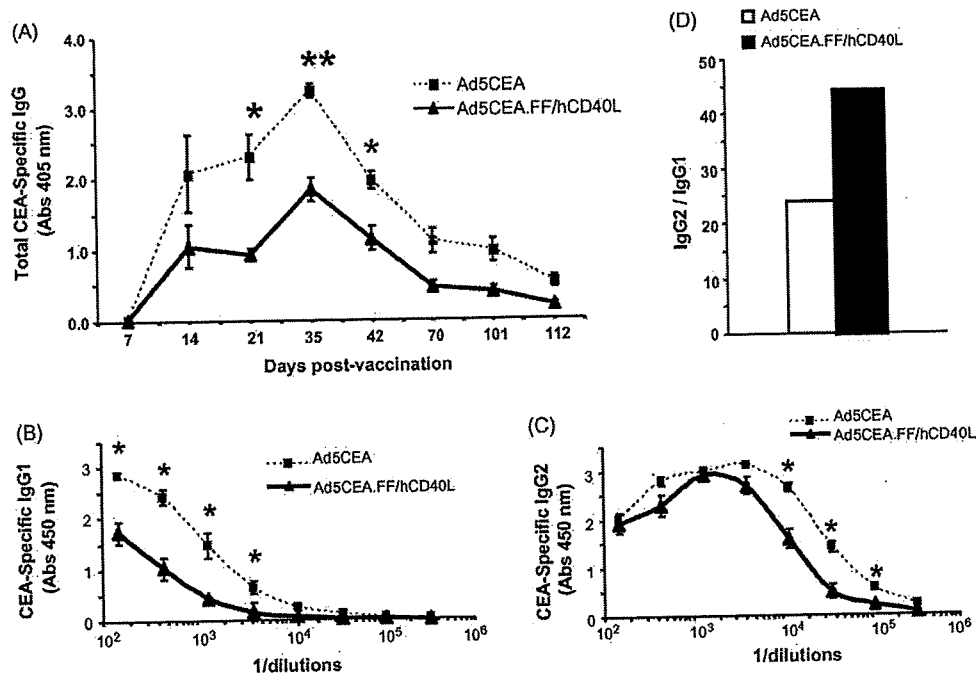 (A)
Total CEA-Specific IgG
(Abs 405 nm)
4.0
3.0
2.0
1.0
0.0
*
**
*
Ad5CEA
Ad5CEA.FF/hCD40L
7 14 21 35 42 70 101 112
Days post-vaccination
(D)
Ad5CEA
Ad5CEA.FF/hCD40L
IgG2 / IgG1
50
45
40
30
20
10
0
(B)
CEA-Specific IgG1
(Abs 450 nm)
3
2
1
0
*
*
*
*
Ad5CEA
Ad5CEA.FF/hCD40L
10² 10³ 10⁴ 10⁵ 10⁶
1/dilutions
(C)
CEA-Specific IgG2
(Abs 450 nm)
3
2
1
0
*
*
*
Ad5CEA
Ad5CEA.FF/hCD40L
10² 10³ 10⁴ 10⁵ 10⁶
1/dilutions